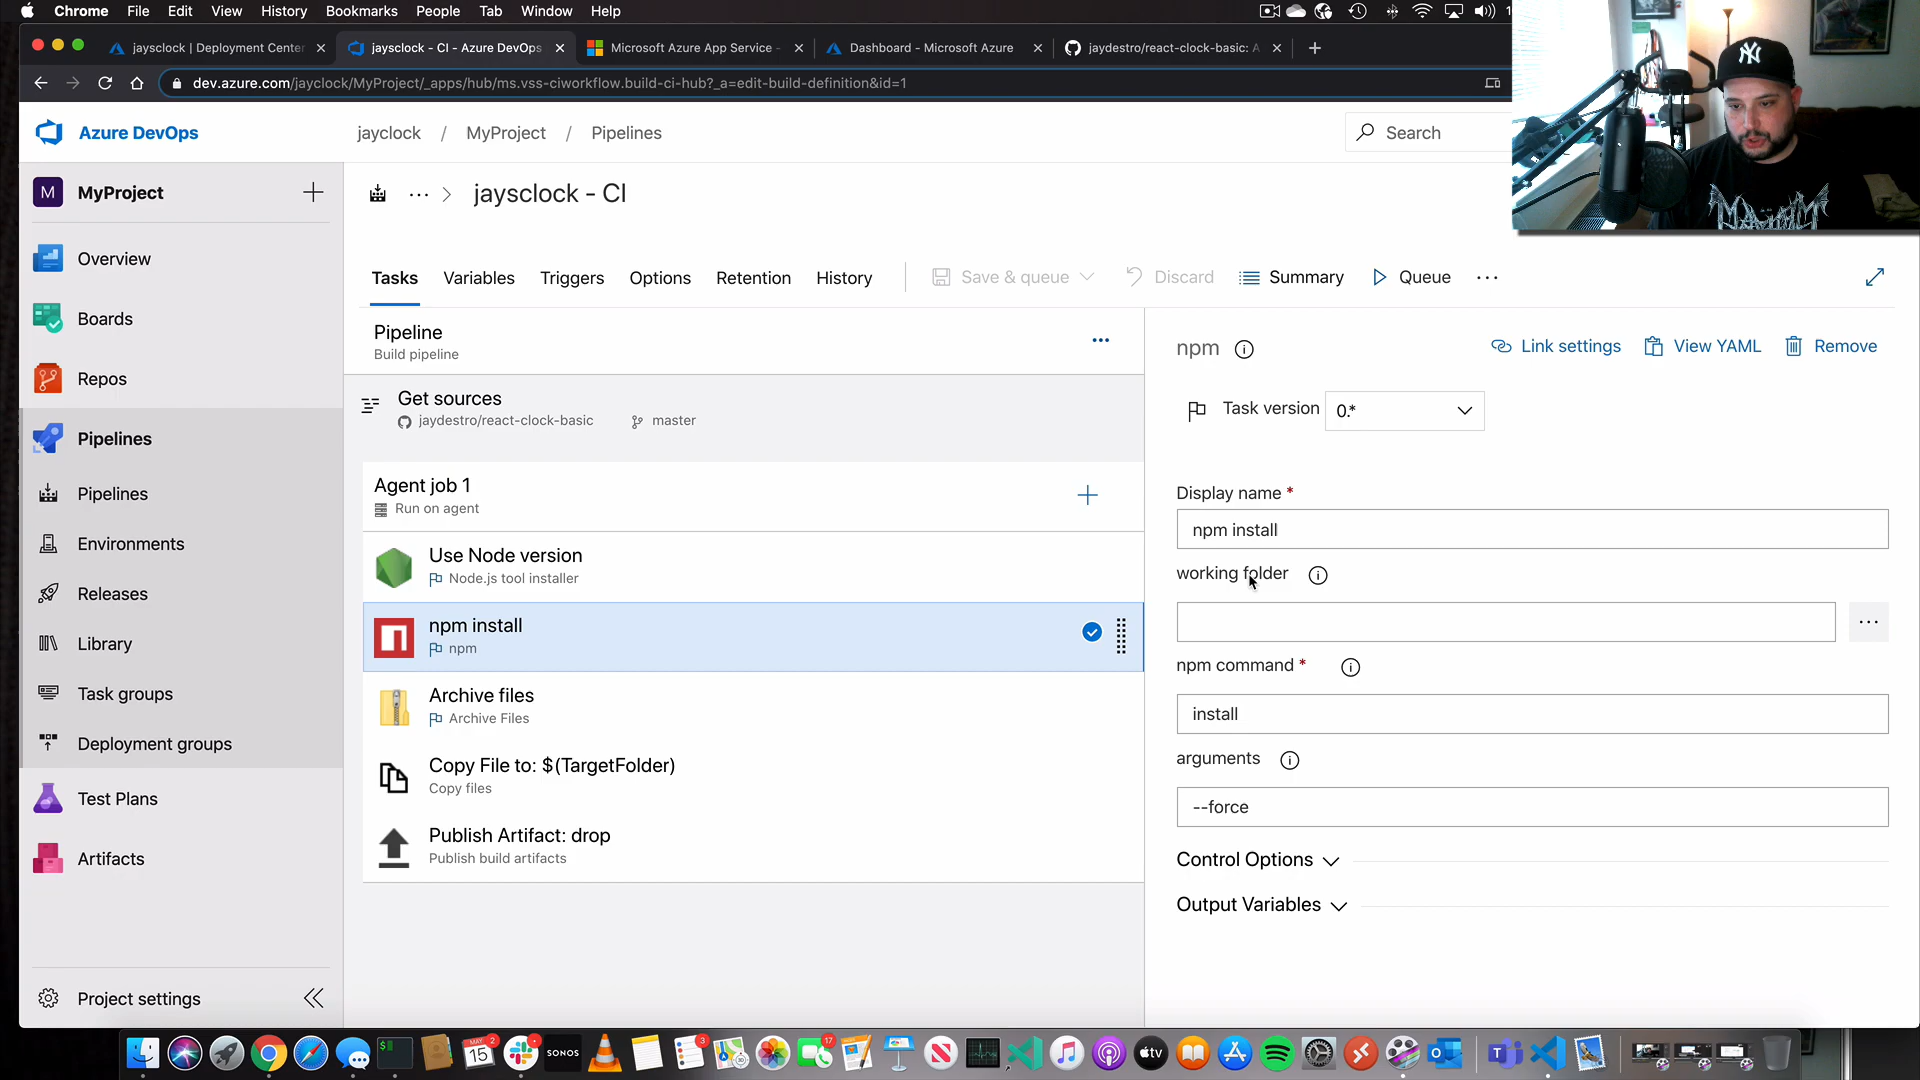 Chrome File Edit View History Bookmarks People Tab Window Help
jaysclock | Deployment Center
jaysclock - CI - Azure DevOps
Microsoft Azure App Service -
Dashboard - Microsoft Azure
jaydestro/react-clock-basic: A
dev.azure.com/jayclock/MyProject/_apps/hub/ms.vss-ciworkflow.build-ci-hub?_a=edit-build-definition&id=1
Azure DevOps
jayclock / MyProject / Pipelines
Search
M MyProject
Overview
Boards
Repos
Pipelines
Pipelines
Environments
Releases
Library
Task groups
Deployment groups
Test Plans
Artifacts
Project settings
... > jaysclock - CI
Tasks Variables Triggers Options Retention History
Save & queue Discard Summary Queue ...
Pipeline
Build pipeline
Get sources
jaydestro/react-clock-basic master
Agent job 1
Run on agent
Use Node version
Node.js tool installer
npm install
npm
Archive files
Archive Files
Copy File to: $(TargetFolder)
Copy files
Publish Artifact: drop
Publish build artifacts
npm
Link settings View YAML Remove
Task version 0.*
Display name *
npm install
working folder
npm command *
install
arguments
--force
Control Options
Output Variables
SONOS
MAY
15
2
3
17
tv